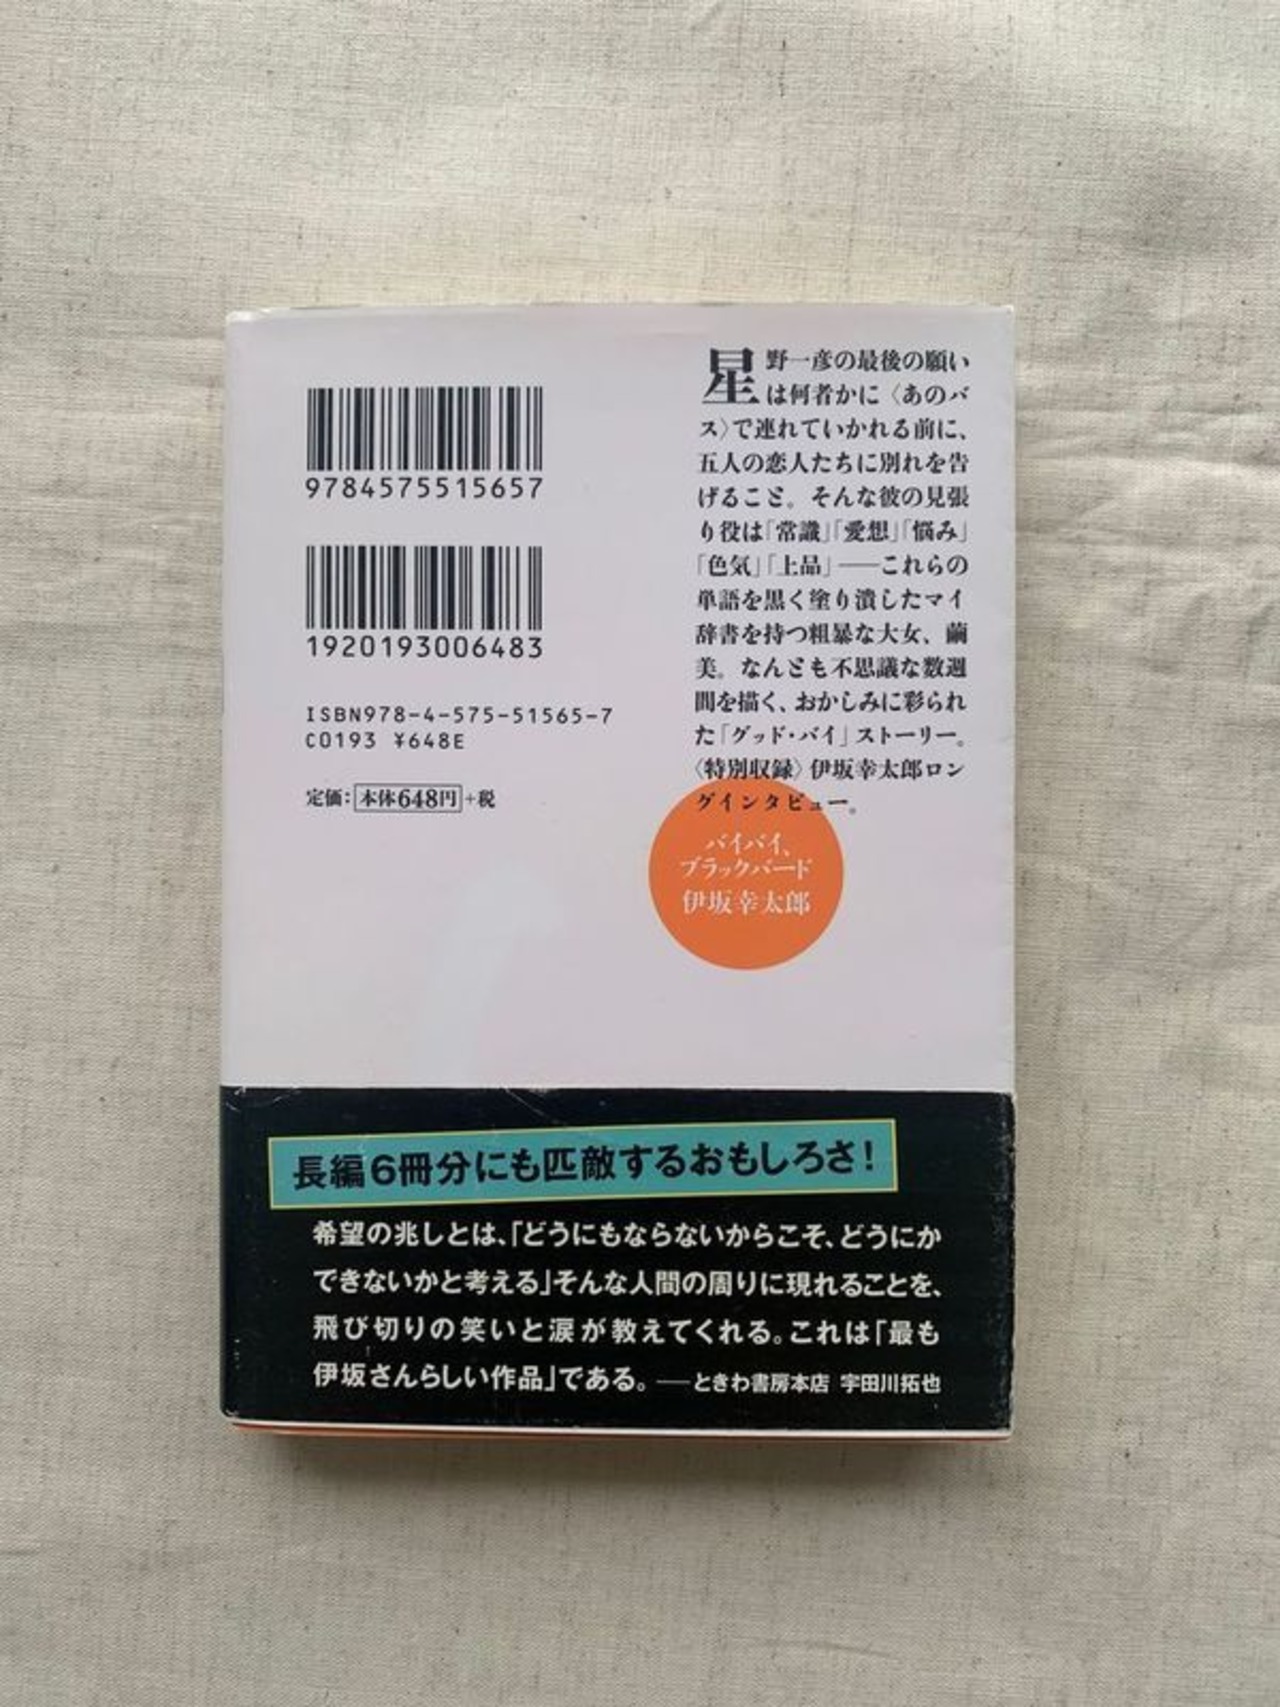 9784575515657
1920193006483
ISBN978-4-575-51565-7
C0193 ¥648E
定価：本体648円+税
星野一彦の最後の願い
は何者かに〈あのバ
ス〉で連れていかれる前に、
五人の恋人たちに別れを告
げること。そんな彼の見張
り役は「常識」「愛想」「悩み」
「色気」「上品」──これらの
単語を黒く塗り潰したマイ
辞書を持つ粗暴な大女、繭
美。なんとも不思議な数週
間を描く、おかしみに彩られ
た「グッド・バイ」ストーリー。
〈特別収録〉伊坂幸太郎ロン
グインタビュー。
バイバイ、
ブラックバード
伊坂幸太郎
長編6冊分にも匹敵するおもしろさ！
希望の兆しとは、「どうにもならないからこそ、どうにか
できないかと考える」そんな人間の周りに現れることを、
飛び切りの笑いと涙が教えてくれる。これは「最も
伊坂さんらしい作品」である。──ときわ書房本店 宇田川拓也